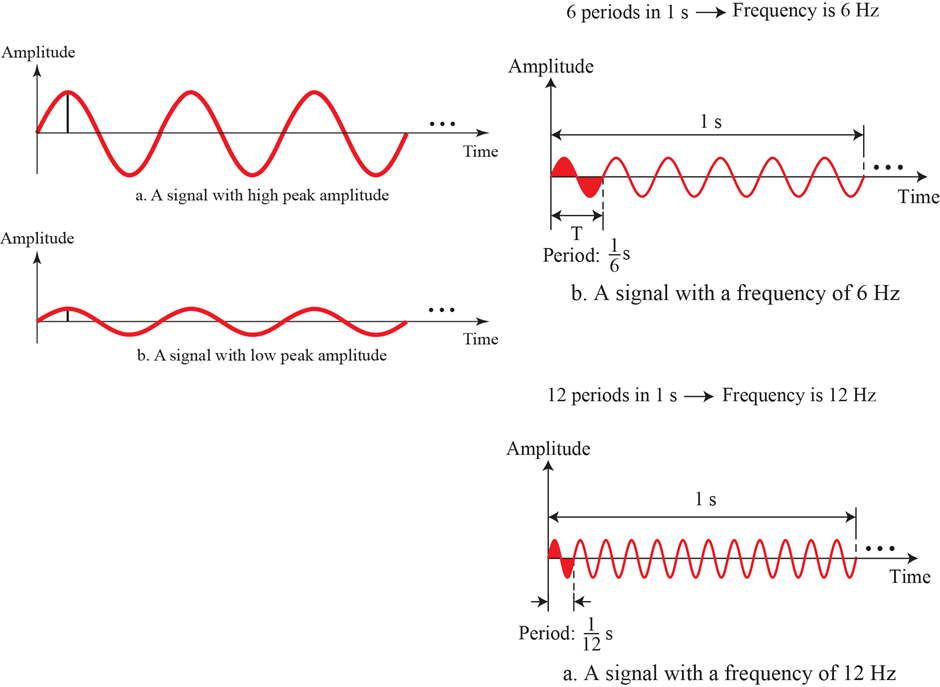 Amplitude
Time
a. A signal with high peak amplitude
Amplitude
Time
b. A signal with low peak amplitude
6 periods in 1 s → Frequency is 6 Hz
Amplitude
1 s
Time
T
Period: 1/6 s
b. A signal with a frequency of 6 Hz
12 periods in 1 s → Frequency is 12 Hz
Amplitude
1 s
Time
Period: 1/12 s
a. A signal with a frequency of 12 Hz